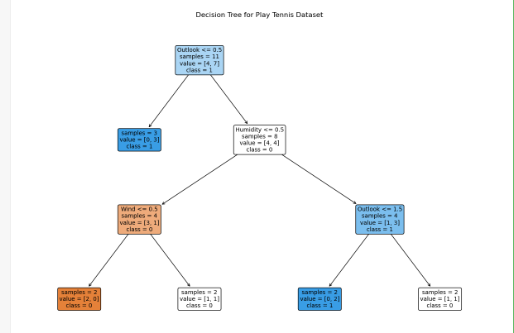 Decision Tree for Play Tennis Dataset
Outlook <= 0.5
samples = 11
value = [4, 7]
class = 1
samples = 3
value = [0, 3]
class = 1
Humidity <= 0.5
samples = 8
value = [4, 4]
class = 0
Wind <= 0.5
samples = 4
value = [3, 1]
class = 0
Outlook <= 1.5
samples = 4
value = [1, 3]
class = 1
samples = 2
value = [2, 0]
class = 0
samples = 2
value = [1, 1]
class = 0
samples = 2
value = [0, 2]
class = 1
samples = 2
value = [1, 1]
class = 0